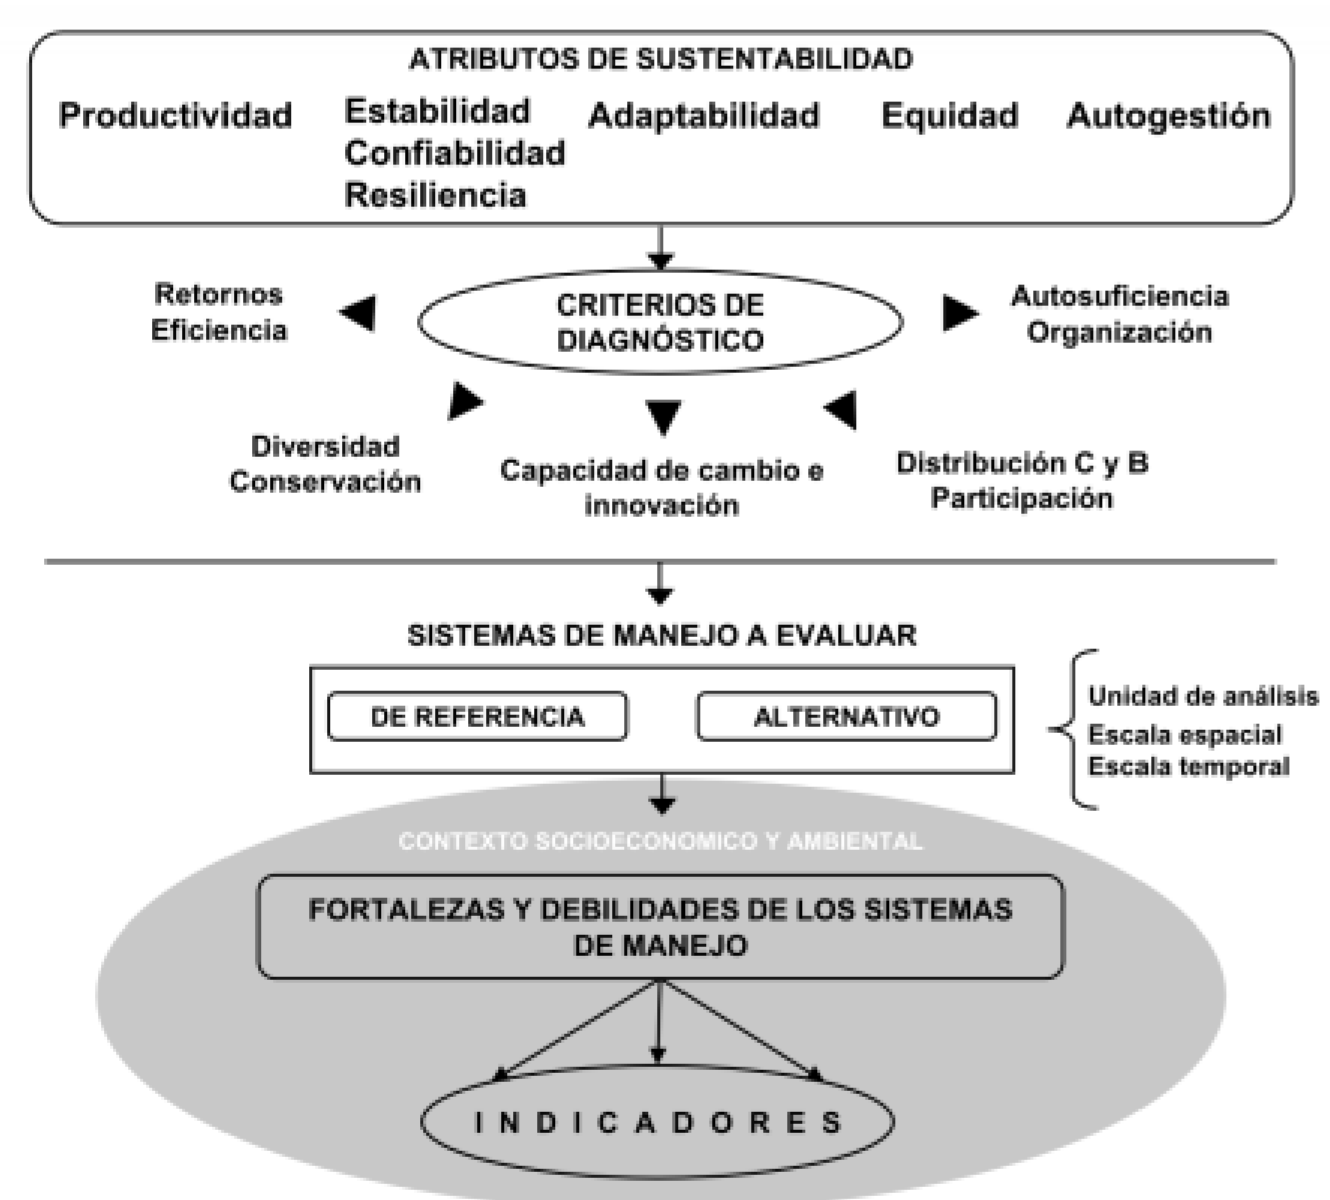 ATRIBUTOS DE SUSTENTABILIDAD
Productividad
Estabilidad
Confiabilidad
Resiliencia
Adaptabilidad
Equidad
Autogestión
CRITERIOS DE
DIAGNÓSTICO
Retornos
Eficiencia
Autosuficiencia
Organización
Diversidad
Conservación
Capacidad de cambio e
innovación
Distribución C y B
Participación
SISTEMAS DE MANEJO A EVALUAR
DE REFERENCIA
ALTERNATIVO
Unidad de análisis
Escala espacial
Escala temporal
CONTEXTO SOCIOECONOMICO Y AMBIENTAL
FORTALEZAS Y DEBILIDADES DE LOS SISTEMAS
DE MANEJO
I N D I C A D O R E S